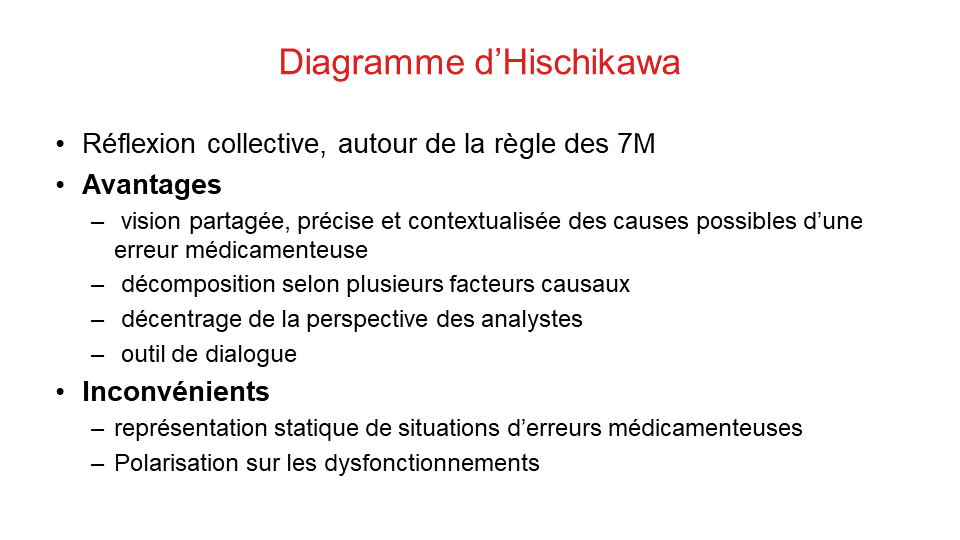 Diagramme d’Hischikawa
• Réflexion collective, autour de la règle des 7M
• Avantages
– vision partagée, précise et contextualisée des causes possibles d’une
erreur médicamenteuse
– décomposition selon plusieurs facteurs causaux
– décentrage de la perspective des analystes
– outil de dialogue
• Inconvénients
– représentation statique de situations d’erreurs médicamenteuses
– Polarisation sur les dysfonctionnements